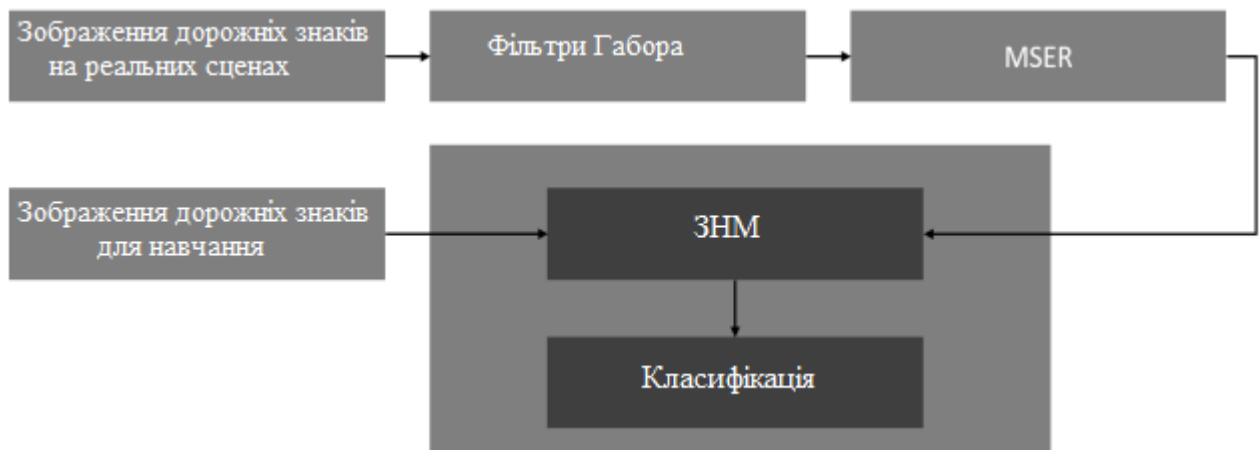 Зображення дорожніх знаків
на реальних сценах
Фільтри Габора
MSER
Зображення дорожніх знаків
для навчання
ЗНМ
Класифікація